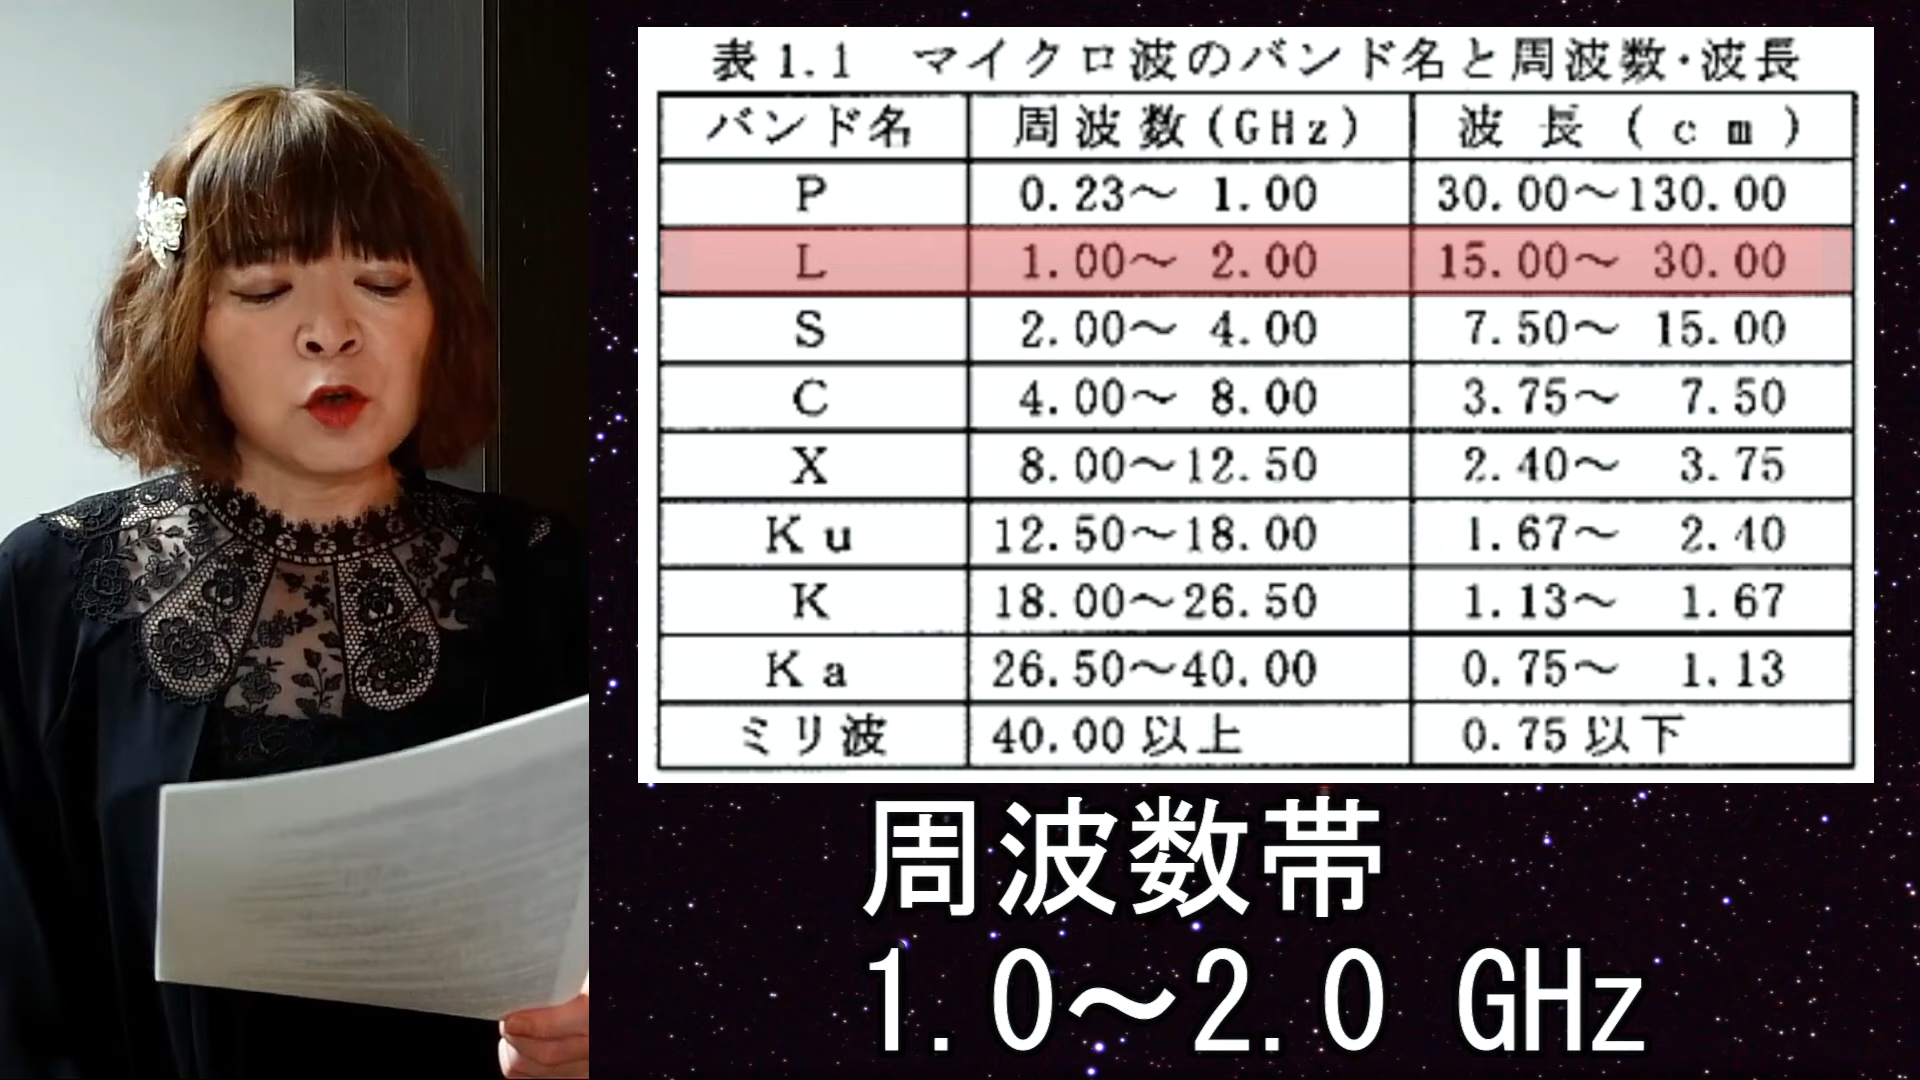 表1.1 マイクロ波のバンド名と周波数・波長
バンド名 周波数(GHz) 波長(cm)
P 0.23～ 1.00 30.00～130.00
L 1.00～ 2.00 15.00～ 30.00
S 2.00～ 4.00 7.50～ 15.00
C 4.00～ 8.00 3.75～ 7.50
X 8.00～12.50 2.40～ 3.75
Ku 12.50～18.00 1.67～ 2.40
K 18.00～26.50 1.13～ 1.67
Ka 26.50～40.00 0.75～ 1.13
ミリ波 40.00以上 0.75以下
周波数帯
1.0～2.0 GHz